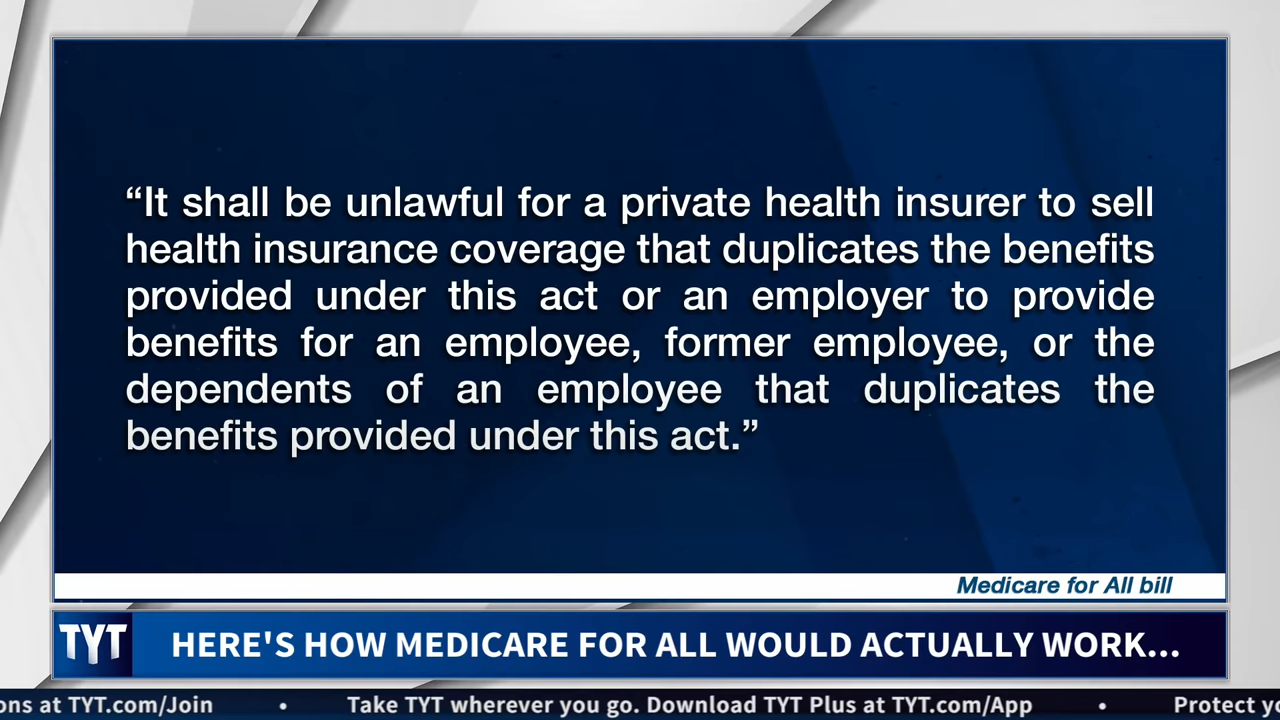 “It shall be unlawful for a private health insurer to sell
health insurance coverage that duplicates the benefits
provided under this act or an employer to provide
benefits for an employee, former employee, or the
dependents of an employee that duplicates the
benefits provided under this act.”
Medicare for All bill
TYT HERE'S HOW MEDICARE FOR ALL WOULD ACTUALLY WORK...
ons at TYT.com/Join • Take TYT wherever you go. Download TYT Plus at TYT.com/App • Protect yo